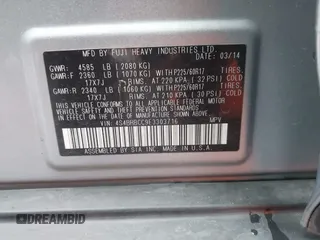 MFD BY FUJI HEAVY INDUSTRIES LTD. 03/14
GVWR: 4585 LB (2080 KG)
GAWR:F 2360 LB (1070 KG) WITH P225/60R17 TIRES,
17X7J RIMS, AT 220 KPA (32 PSI) COLD
GAWR:R 2340 LB (1060 KG) WITH P225/60R17 TIRES,
17X7J RIMS, AT 210 KPA (30 PSI) COLD
THIS VEHICLE CONFORMS TO ALL APPLICABLE
FEDERAL MOTOR VEHICLE SAFETY AND
THEFT PREVENTION STANDARDS
IN EFFECT ON THE DATE OF MANUFACTURE
SHOWN ABOVE.
VIN: 4S4BRBCC9E3303716 MPV
ASSEMBLED BY SIA INC. IN U.S.A.
© DEALERBID AUTO